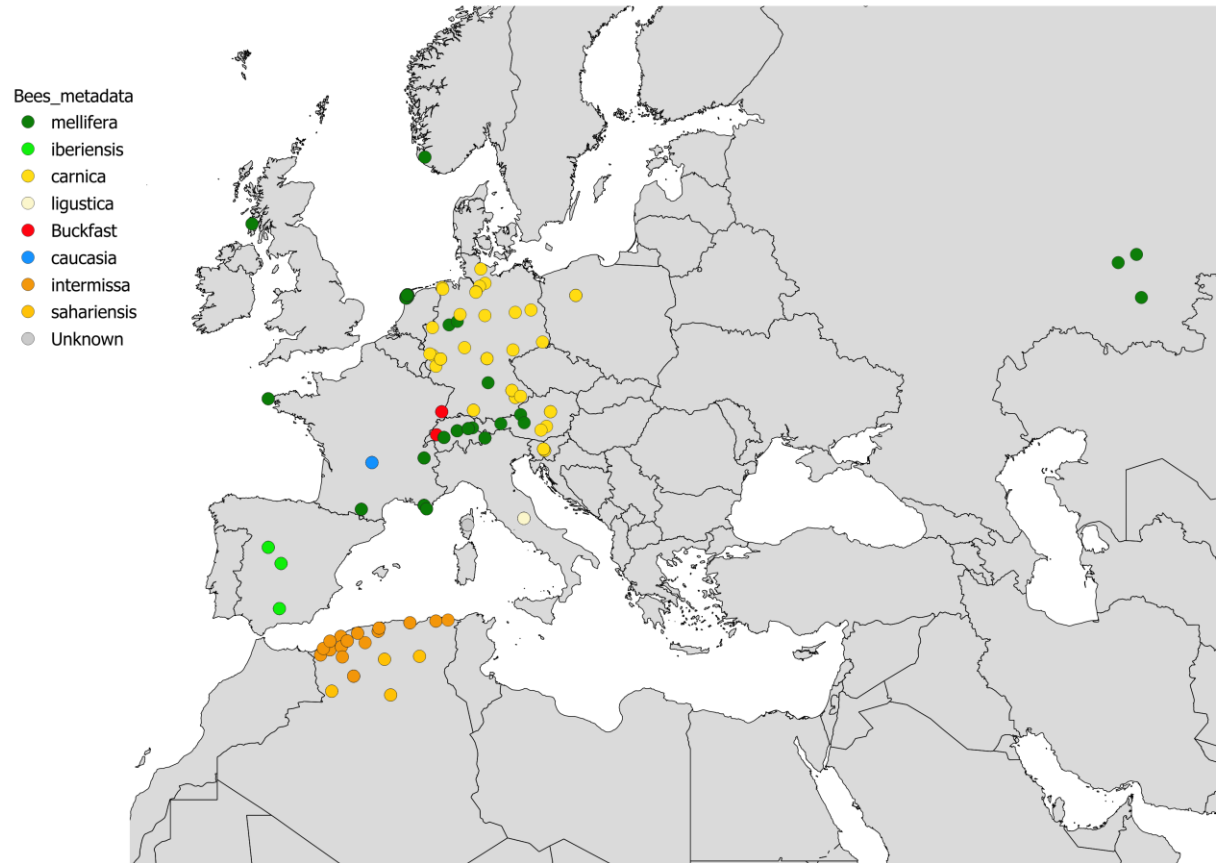 Bees_metadata
mellifera
iberiensis
carnica
ligustica
Buckfast
caucasia
intermissa
sahariensis
Unknown